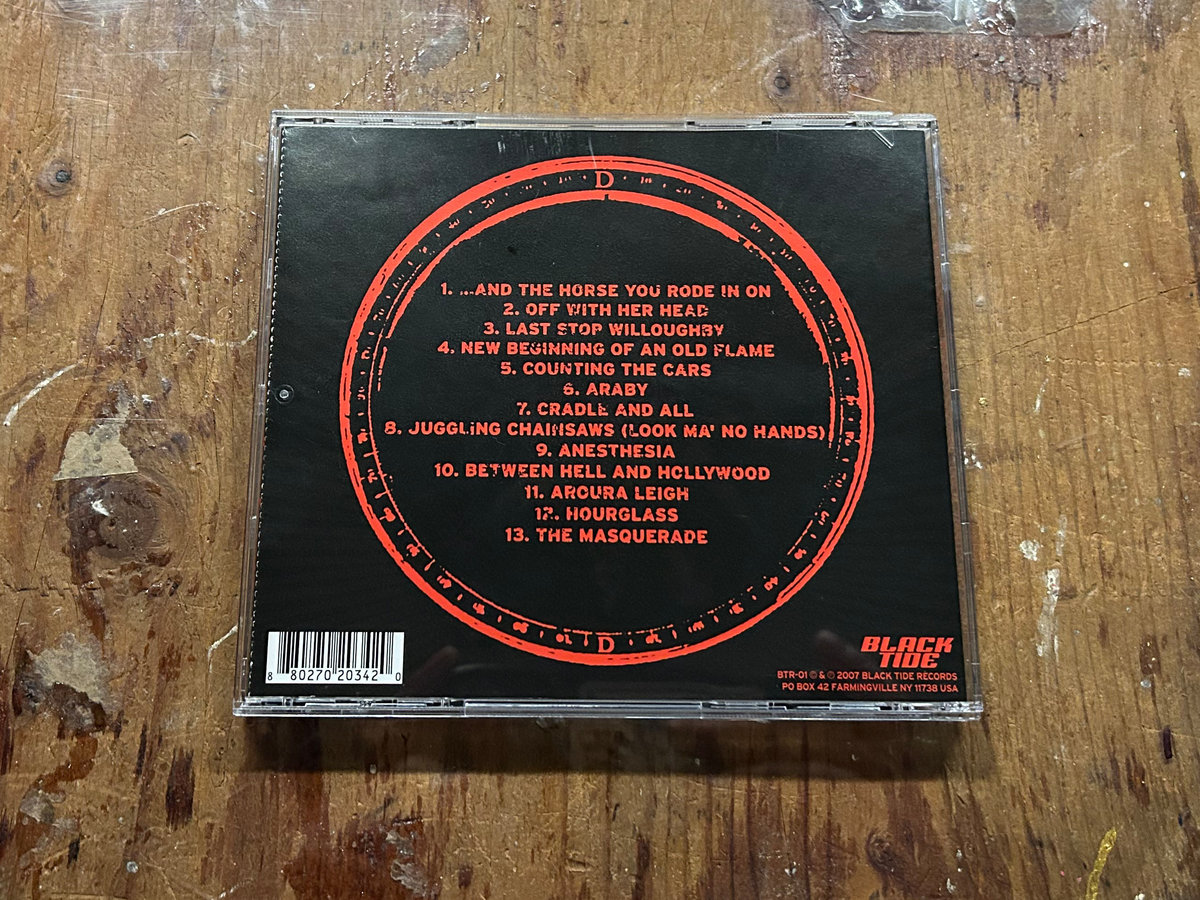 D
1. ...AND THE HORSE YOU RODE IN ON
2. OFF WITH HER HEAD
3. LAST STOP WILLOUGHBY
4. NEW BEGINNING OF AN OLD FLAME
5. COUNTING THE CARS
6. ARABY
7. CRADLE AND ALL
8. JUGGLING CHAINSAWS (LOOK MA' NO HANDS)
9. ANESTHESIA
10. BETWEEN HELL AND HOLLYWOOD
11. AROURA LEIGH
12. HOURGLASS
13. THE MASQUERADE
D
8 80270 20342 0
BLACK
TIDE
BTR-01 © & ℗ 2007 BLACK TIDE RECORDS
PO BOX 42 FARMINGVILLE NY 11738 USA